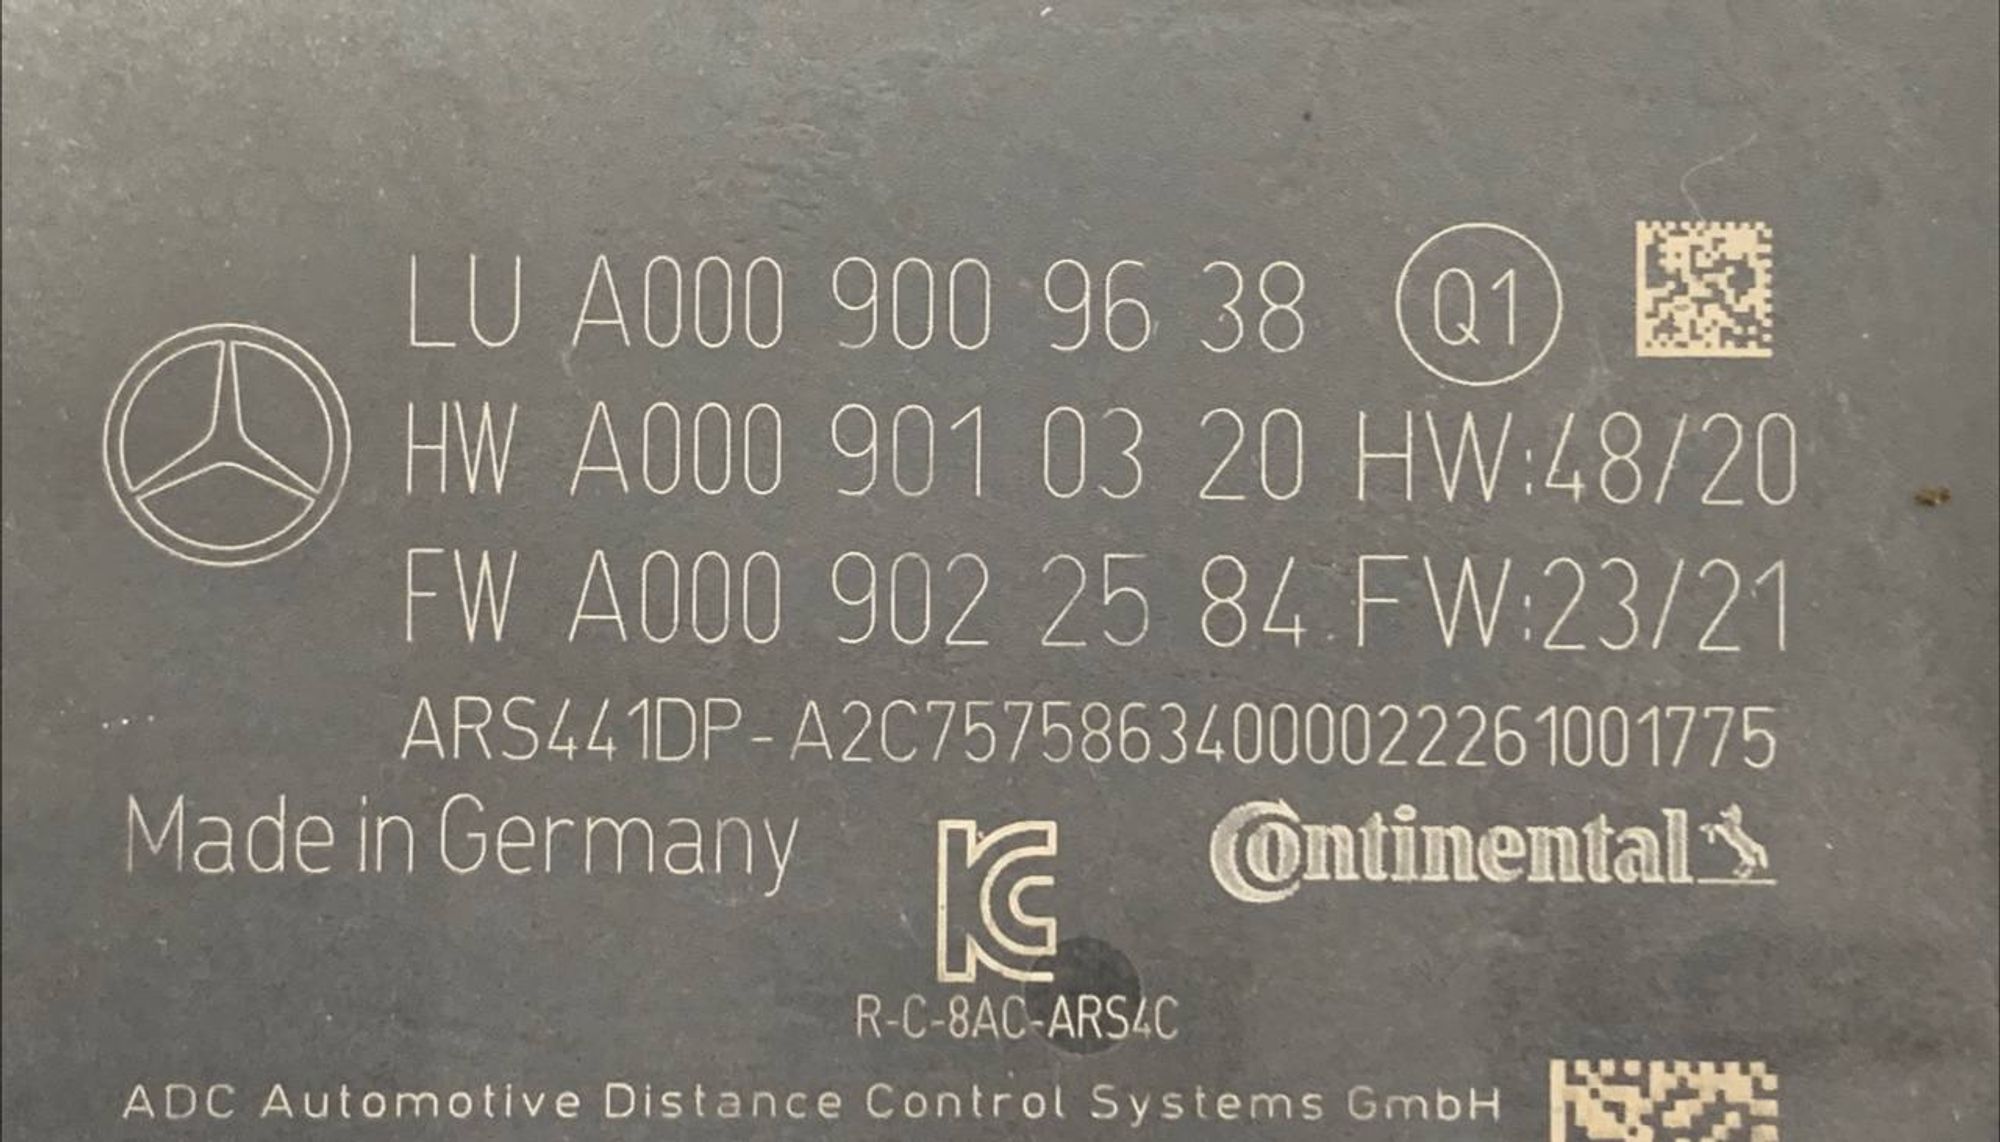 LU A000 900 96 38 Q1
HW A000 901 03 20 HW:48/20
FW A000 902 25 84 FW:23/21
ARS441DP-A2C75758634000022261001775
Made in Germany
Continental
R-C-8AC-ARS4C
ADC Automotive Distance Control Systems GmbH